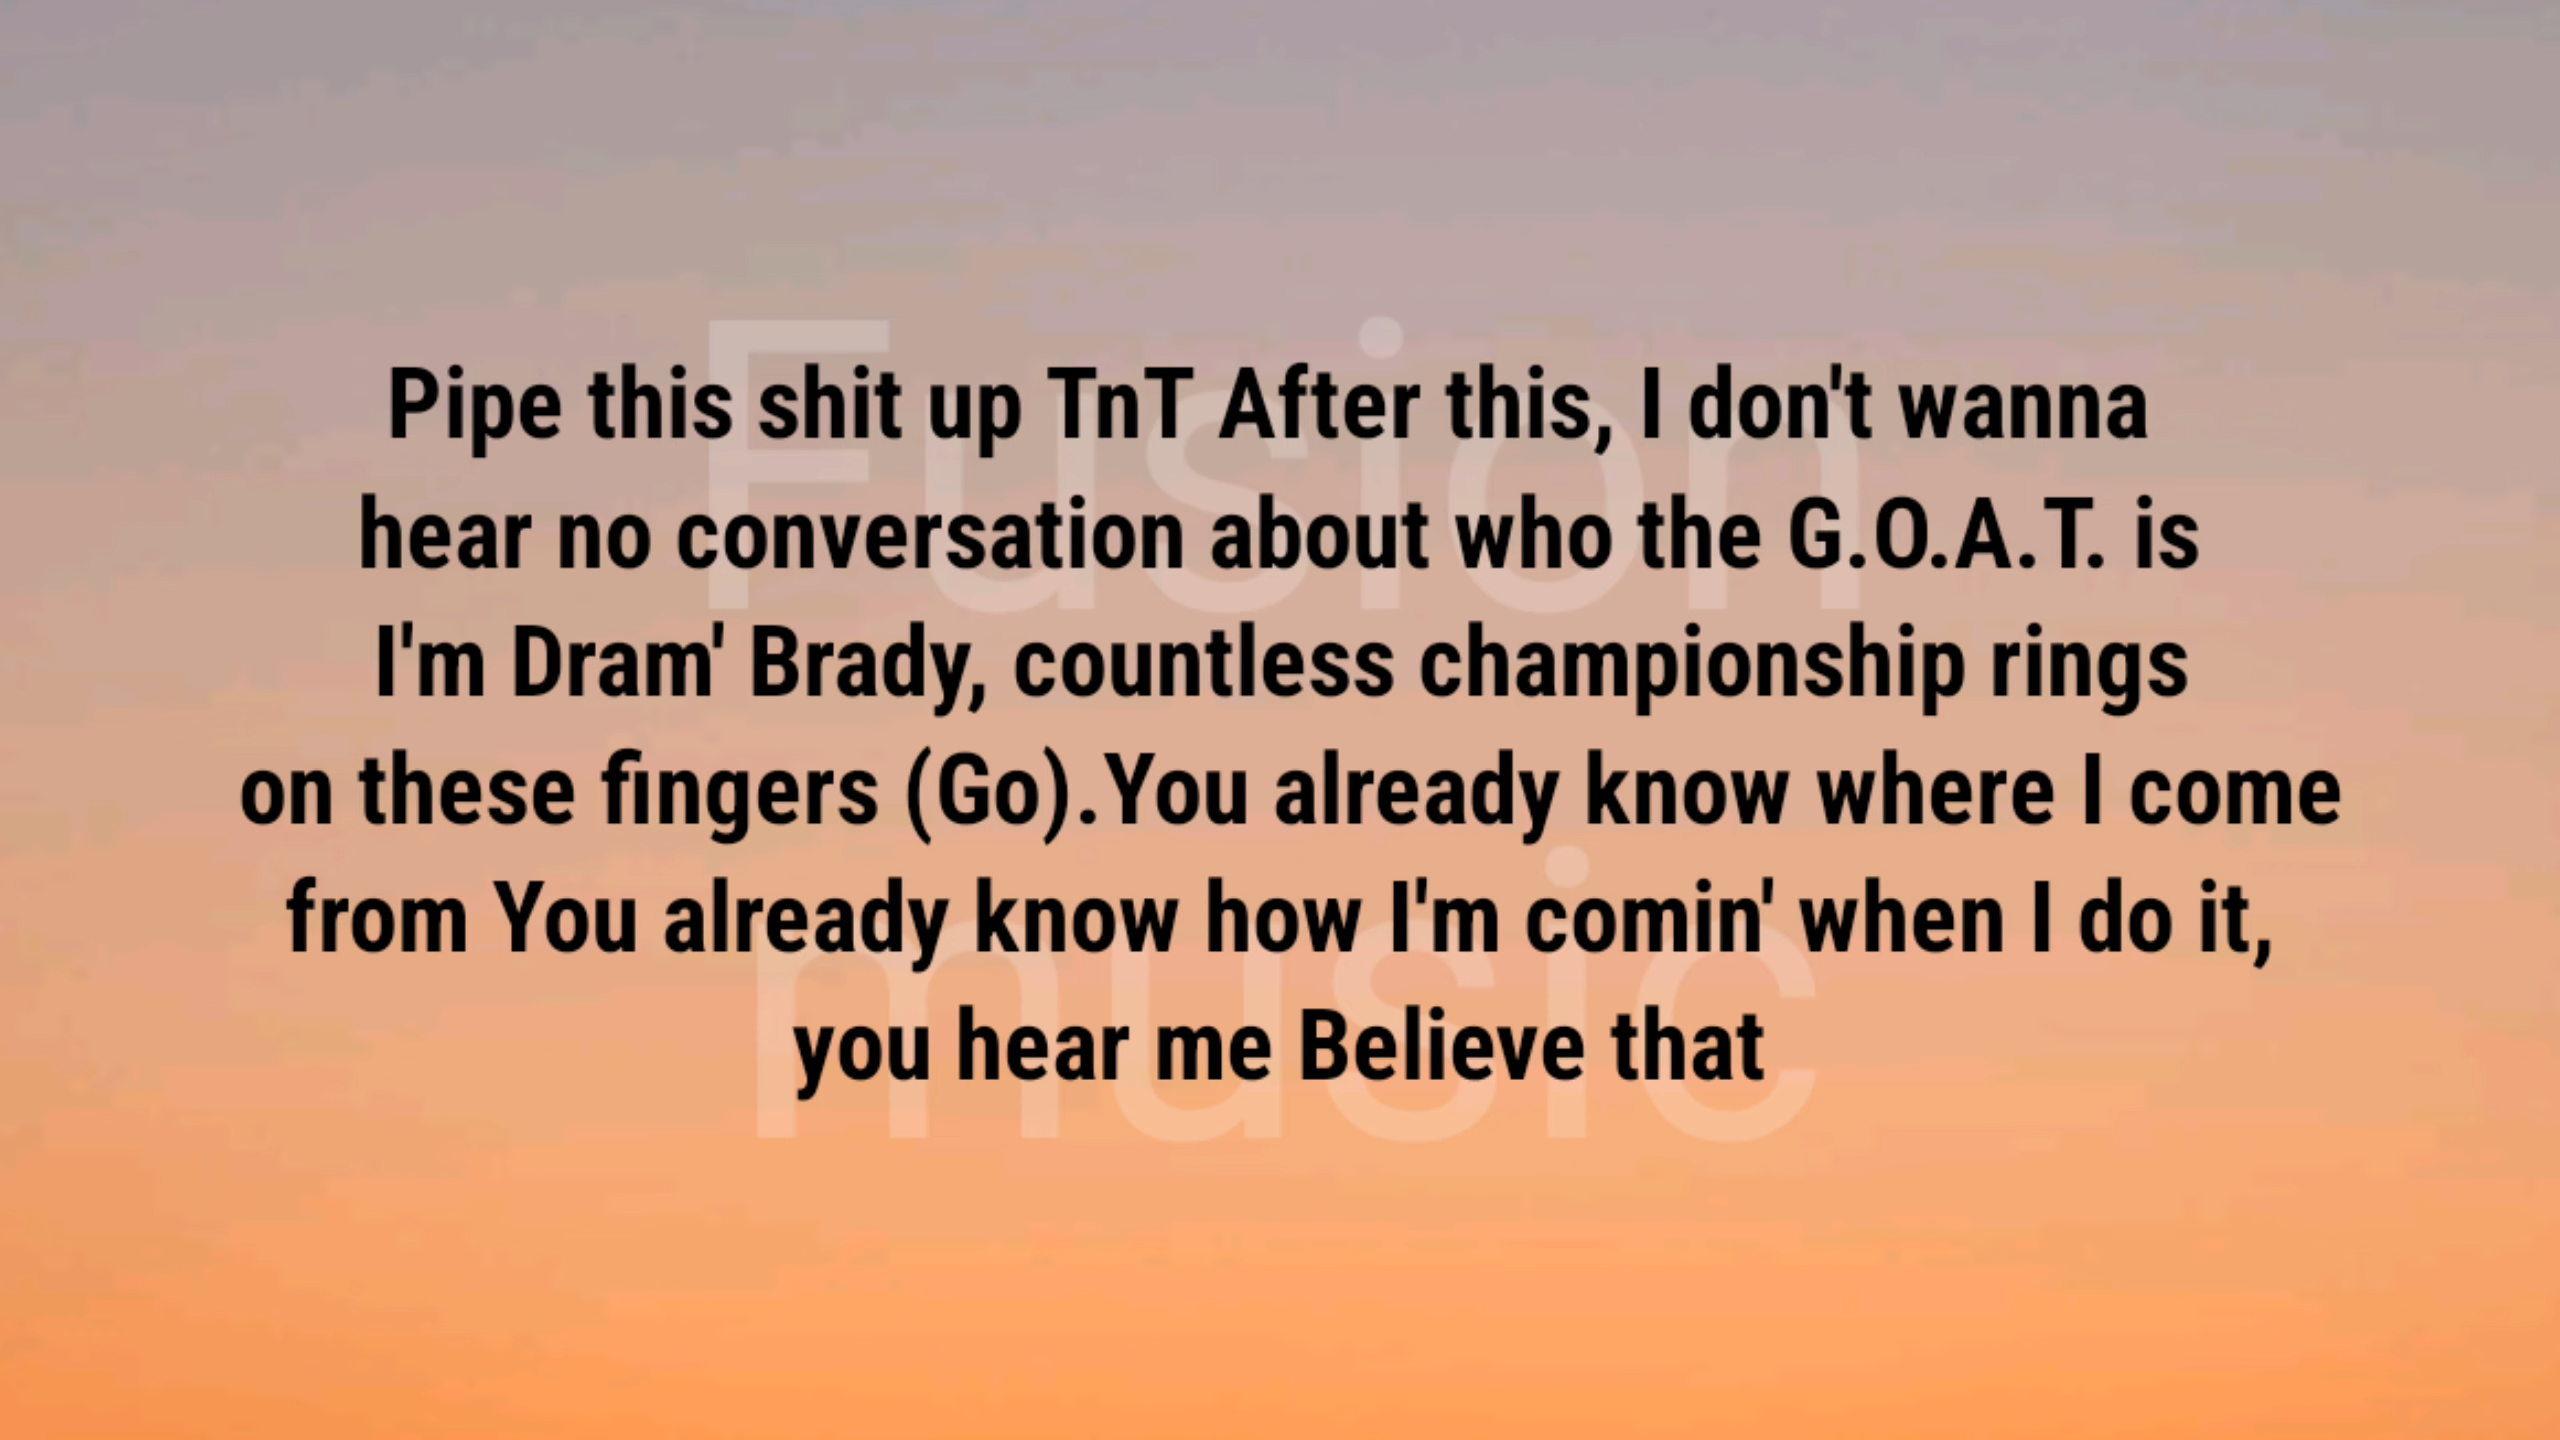 Pipe this shit up TnT After this, I don't wanna
hear no conversation about who the G.O.A.T. is
I'm Dram' Brady, countless championship rings
on these fingers (Go).You already know where I come
from You already know how I'm comin' when I do it,
you hear me Believe that
Fusion
music